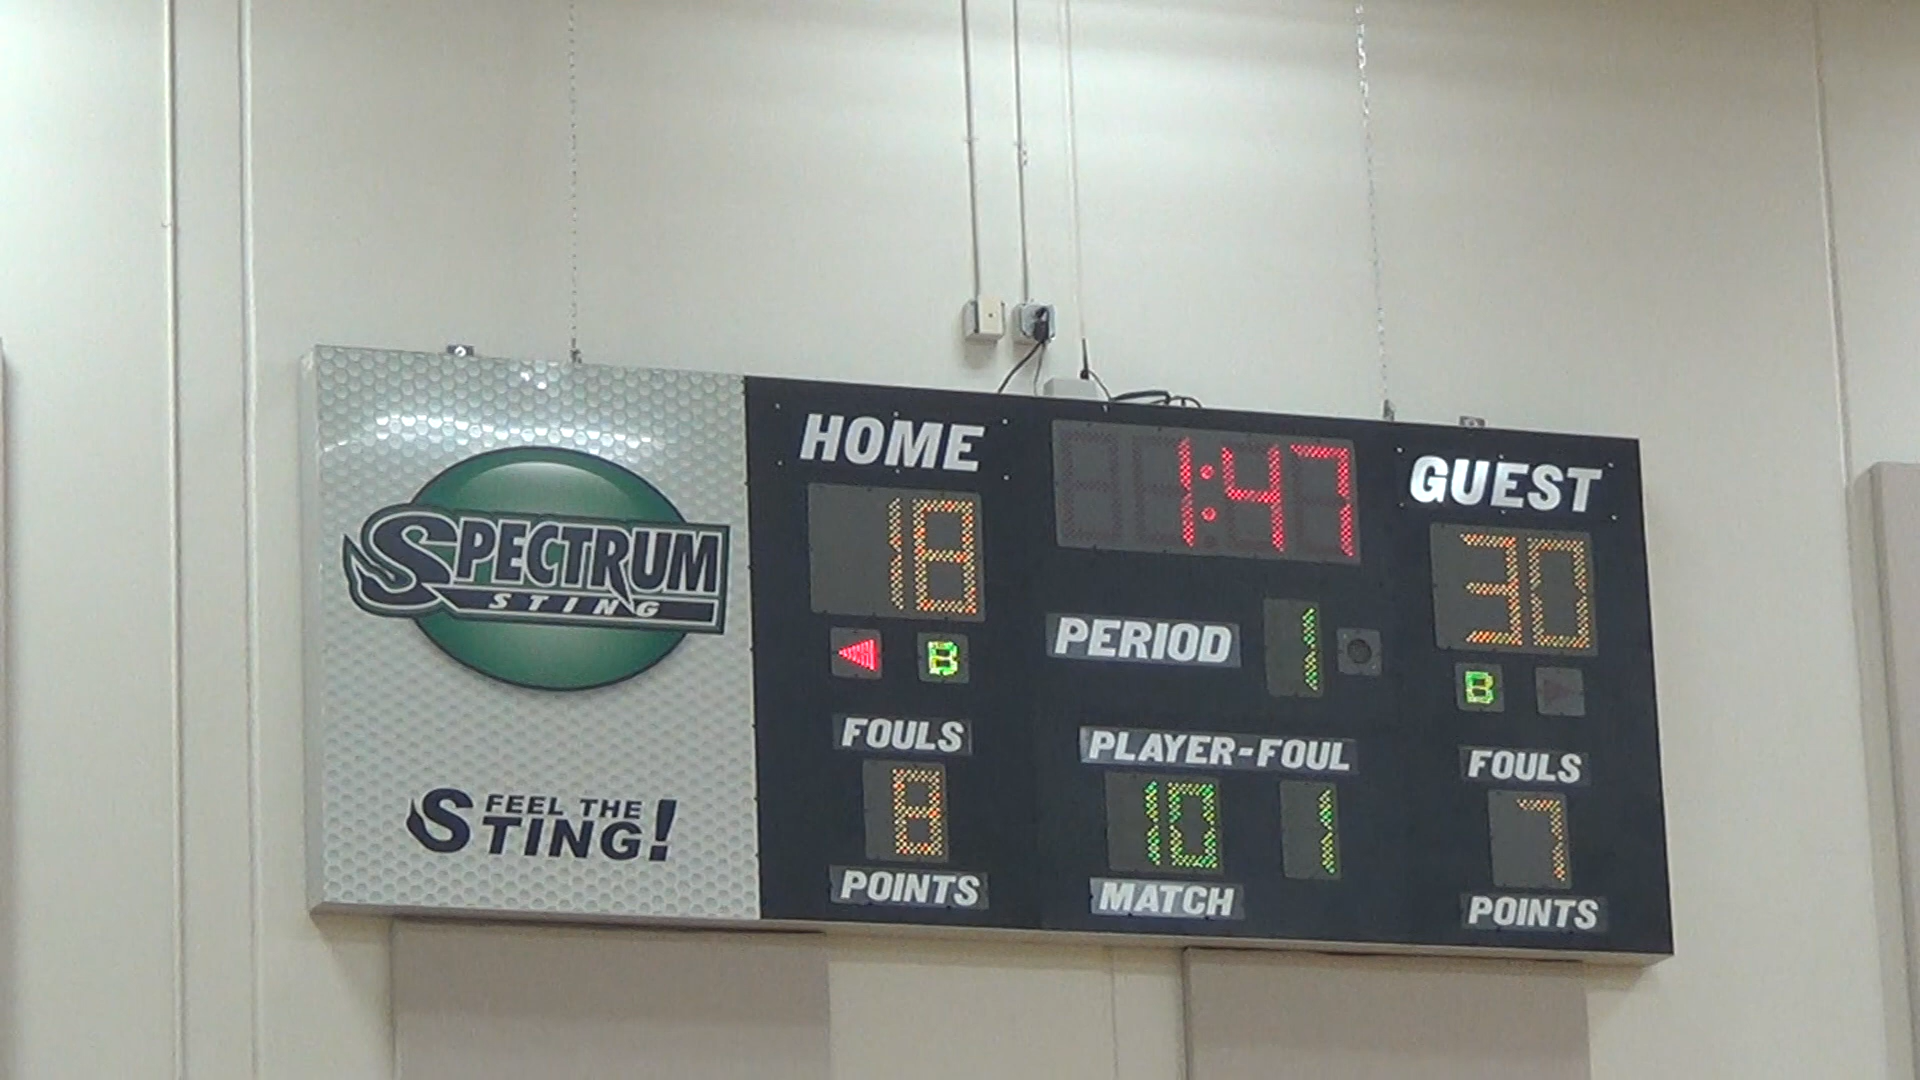 HOME
1:47
GUEST
18
30
SPECTRUM
STING
PERIOD 1
B
B
FOULS
PLAYER-FOUL
FOULS
8
10 1
7
FEEL THE
STING!
POINTS
MATCH
POINTS